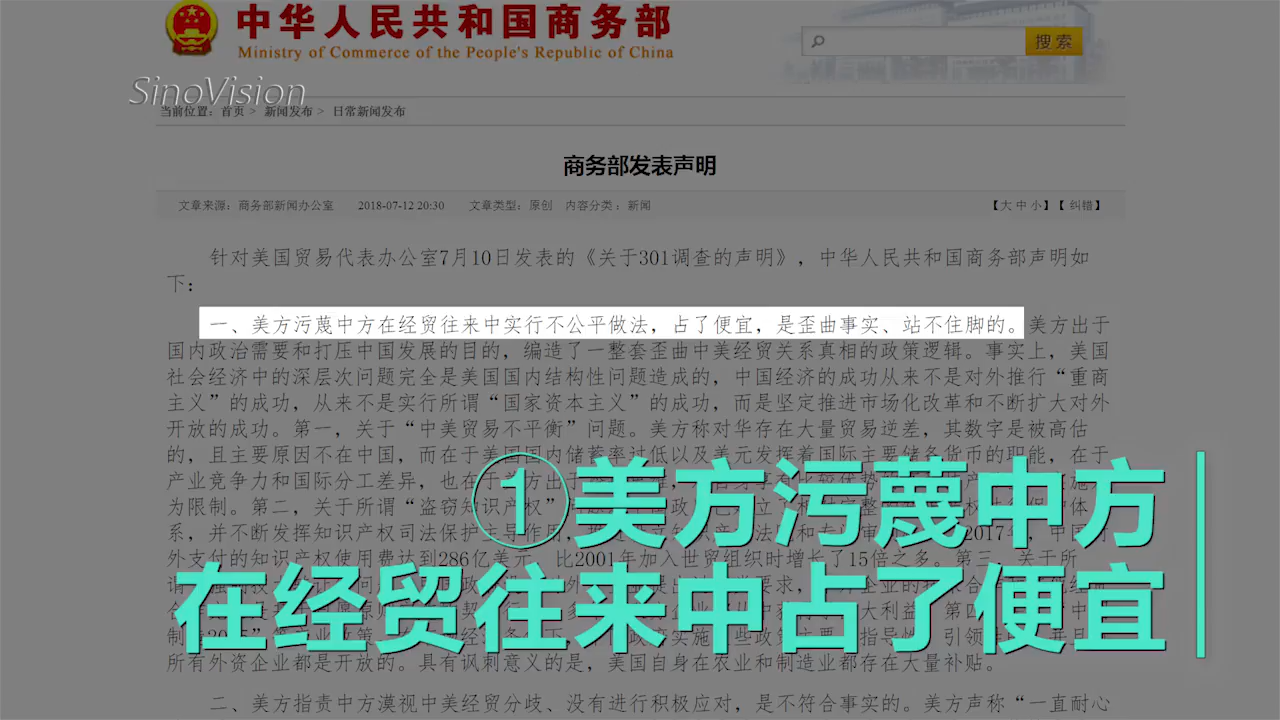 中华人民共和国商务部
Ministry of Commerce of the People's Republic of China
搜索
SinoVision
当前位置：首页 > 新闻发布 > 日常新闻发布
商务部发表声明
文章来源：商务部新闻办公室 2018-07-12 20:30 文章类型：原创 内容分类：新闻
【大 中 小】【 纠错】
针对美国贸易代表办公室7月10日发表的《关于301调查的声明》，中华人民共和国商务部声明如
下：
一、美方污蔑中方在经贸往来中实行不公平做法，占了便宜，是歪曲事实、站不住脚的。美方出于
国内政治需要和打压中国发展的目的，编造了一整套歪曲中美经贸关系真相的政策逻辑。事实上，美国
社会经济中的深层次问题完全是美国国内结构性问题造成的，中国经济的成功从来不是对外推行“重商
主义”的成功，从来不是实行所谓“国家资本主义”的成功，而是坚定推进市场化改革和不断扩大对外
开放的成功。第一，关于“中美贸易不平衡”问题。美方称对华存在大量贸易逆差，其数字是被高估
的，且主要原因不在中国，而在于美国国内储蓄率过低以及美元发挥着国际主要储备货币的职能，在于
产业竞争力和国际分工差异，也在
为限制。第二，关于所谓“盗窃知识产权”
系，并不断发挥知识产权司法保护主导作用，
2017年，中国
外支付的知识产权使用费达到286亿美元，比2001年加入世贸组织时增长了15倍之多。第三，关于所
所有外资企业都是开放的。具有讽刺意义的是，美国自身在农业和制造业都存在大量补贴。
①美方污蔑中方
在经贸往来中占了便宜
二、美方指责中方漠视中美经贸分歧、没有进行积极应对，是不符合事实的。美方声称“一直耐心